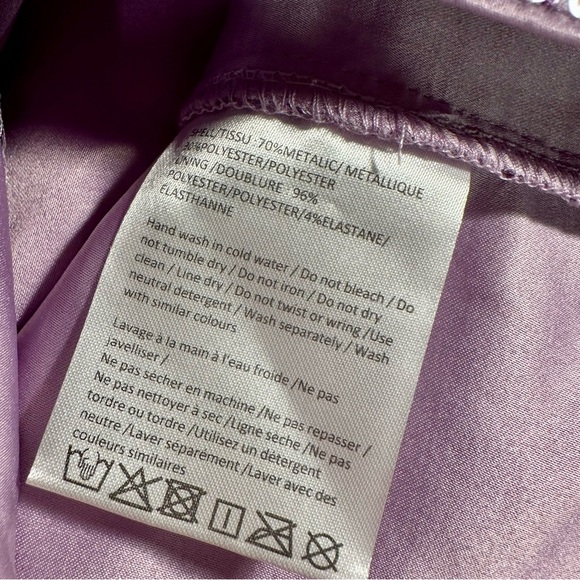 SHELL/TISSU :70%METALIC/ METALLIQUE
30%POLYESTER/POLYESTER
LINING / DOUBLURE : 96%
POLYESTER/POLYESTER/4%ELASTANE/
ÉLASTHANNE
Hand wash in cold water / Do not bleach / Do
not tumble dry / Do not iron / Do not dry
clean / Line dry / Do not twist or wring /Use
neutral detergent / Wash separately / Wash
with similar colours
Lavage à la main à l'eau froide /Ne pas
javelliser /
Ne pas sécher en machine /Ne pas repasser /
Ne pas nettoyer à sec /Ligne sèche /Ne pas
tordre ou tordre /Utilisez un détergent
neutre /Laver séparément /Laver avec des
couleurs similaires